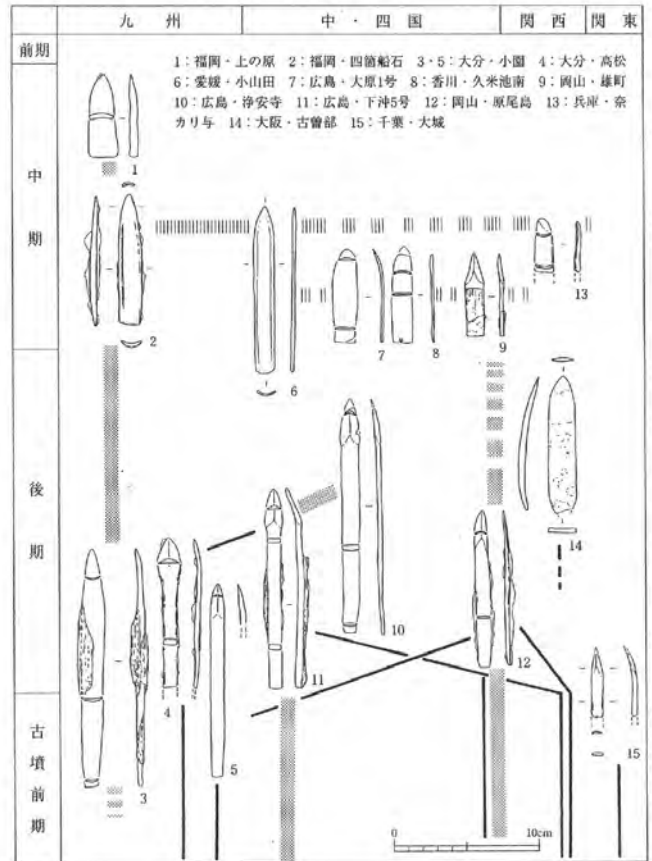 九州 中・四国 関西 関東
前期
中期
後期
古墳前期
1：福岡・上の原 2：福岡・四箇船石 3・5：大分・小園 4：大分・高松
6：愛媛・小山田 7：広島・大原1号 8：香川・久米池南 9：岡山・雄町
10：広島・浄安寺 11：広島・下沖5号 12：岡山・原尾島 13：兵庫・奈
カリ与 14：大阪・古曽部 15：千葉・大城
1
2
13
7
8
9
6
14
10
12
11
4
5
3
15
0 10cm